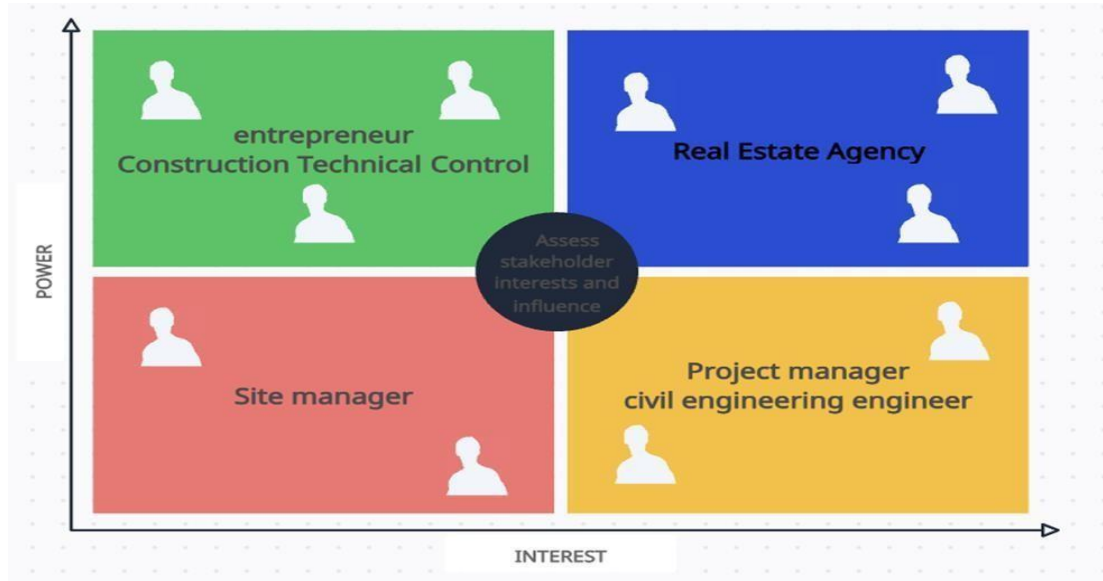 entrepreneur
Construction Technical Control
Real Estate Agency
Assess
stakeholder
interests and
influence
POWER
Site manager
Project manager
civil engineering engineer
INTEREST